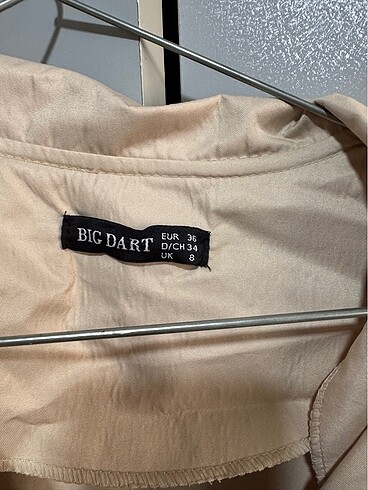 BIG DART
EUR 36
D/CH 34
UK 8